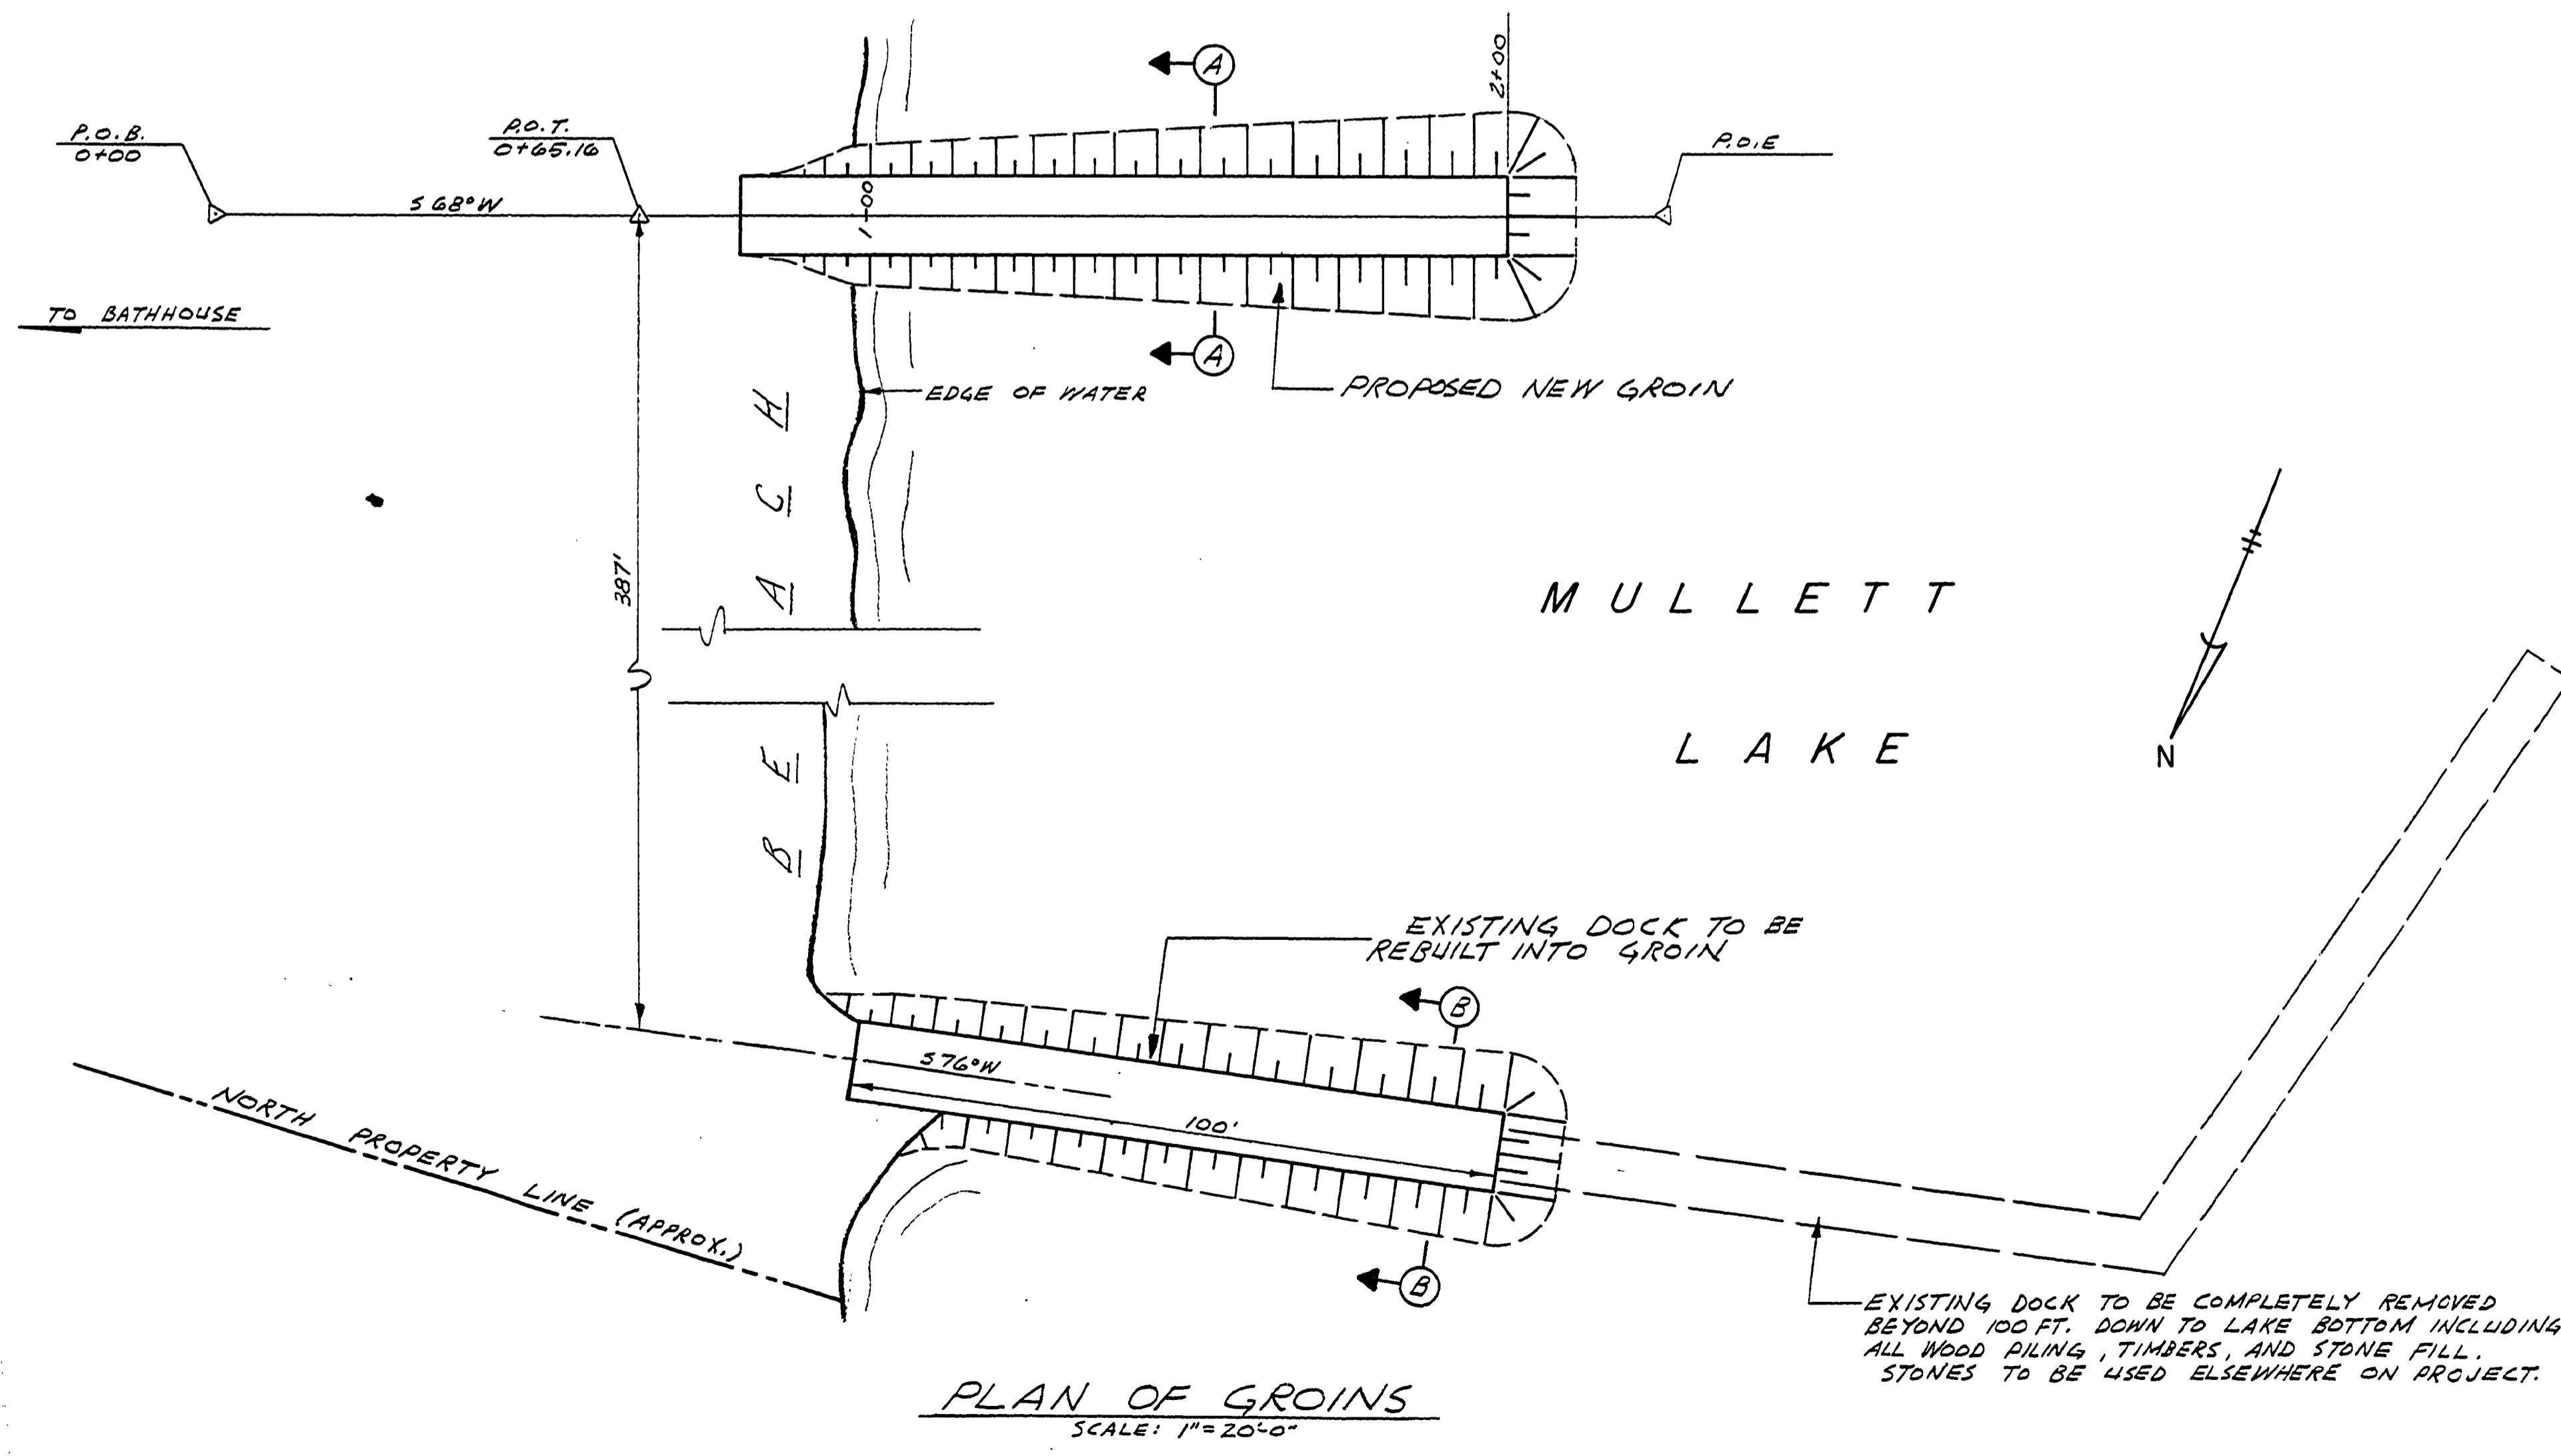 P.O.B.
0+00
P.O.T.
0+65.16
S 68° W
TO BATHHOUSE
A
A
2+00
1+00
P.O.E
EDGE OF WATER
PROPOSED NEW GROIN
387'
B E A C H
MULLETT
LAKE
N
EXISTING DOCK TO BE
REBUILT INTO GROIN
B
B
S76°W
100'
NORTH PROPERTY LINE (APPROX.)
EXISTING DOCK TO BE COMPLETELY REMOVED
BEYOND 100 FT. DOWN TO LAKE BOTTOM INCLUDING
ALL WOOD PILING, TIMBERS, AND STONE FILL.
STONES TO BE USED ELSEWHERE ON PROJECT.
PLAN OF GROINS
SCALE: 1"=20'-0"